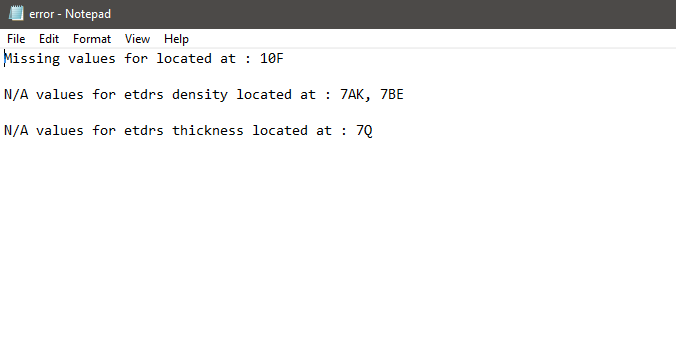 error - Notepad
File Edit Format View Help
Missing values for located at : 10F
N/A values for etdrs density located at : 7AK, 7BE
N/A values for etdrs thickness located at : 7Q